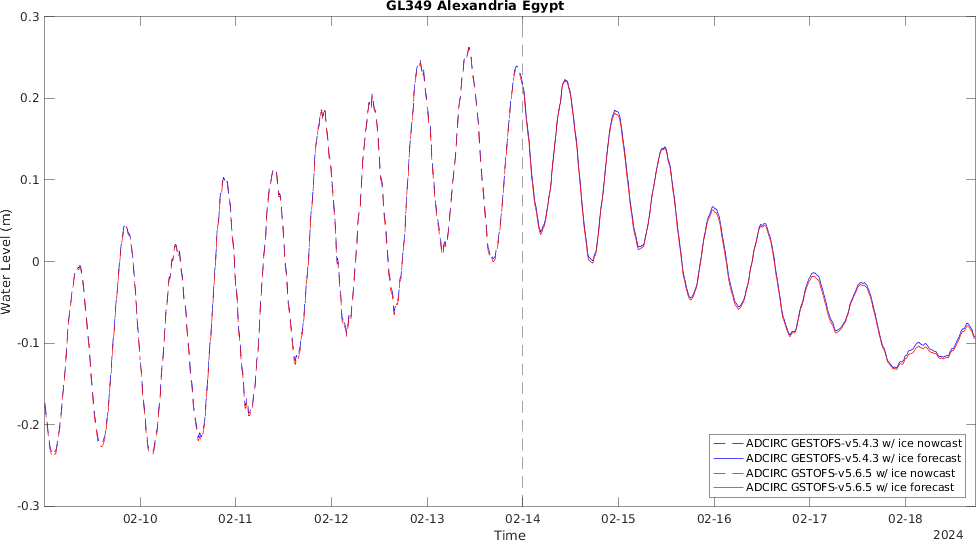 GL349 Alexandria Egypt
0.3
0.2
0.1
0
-0.1
-0.2
-0.3
Water Level (m)
02-10 02-11 02-12 02-13 02-14 02-15 02-16 02-17 02-18
Time
2024
ADCIRC GESTOFS-v5.4.3 w/ ice nowcast
ADCIRC GESTOFS-v5.4.3 w/ ice forecast
ADCIRC GSTOFS-v5.6.5 w/ ice nowcast
ADCIRC GSTOFS-v5.6.5 w/ ice forecast